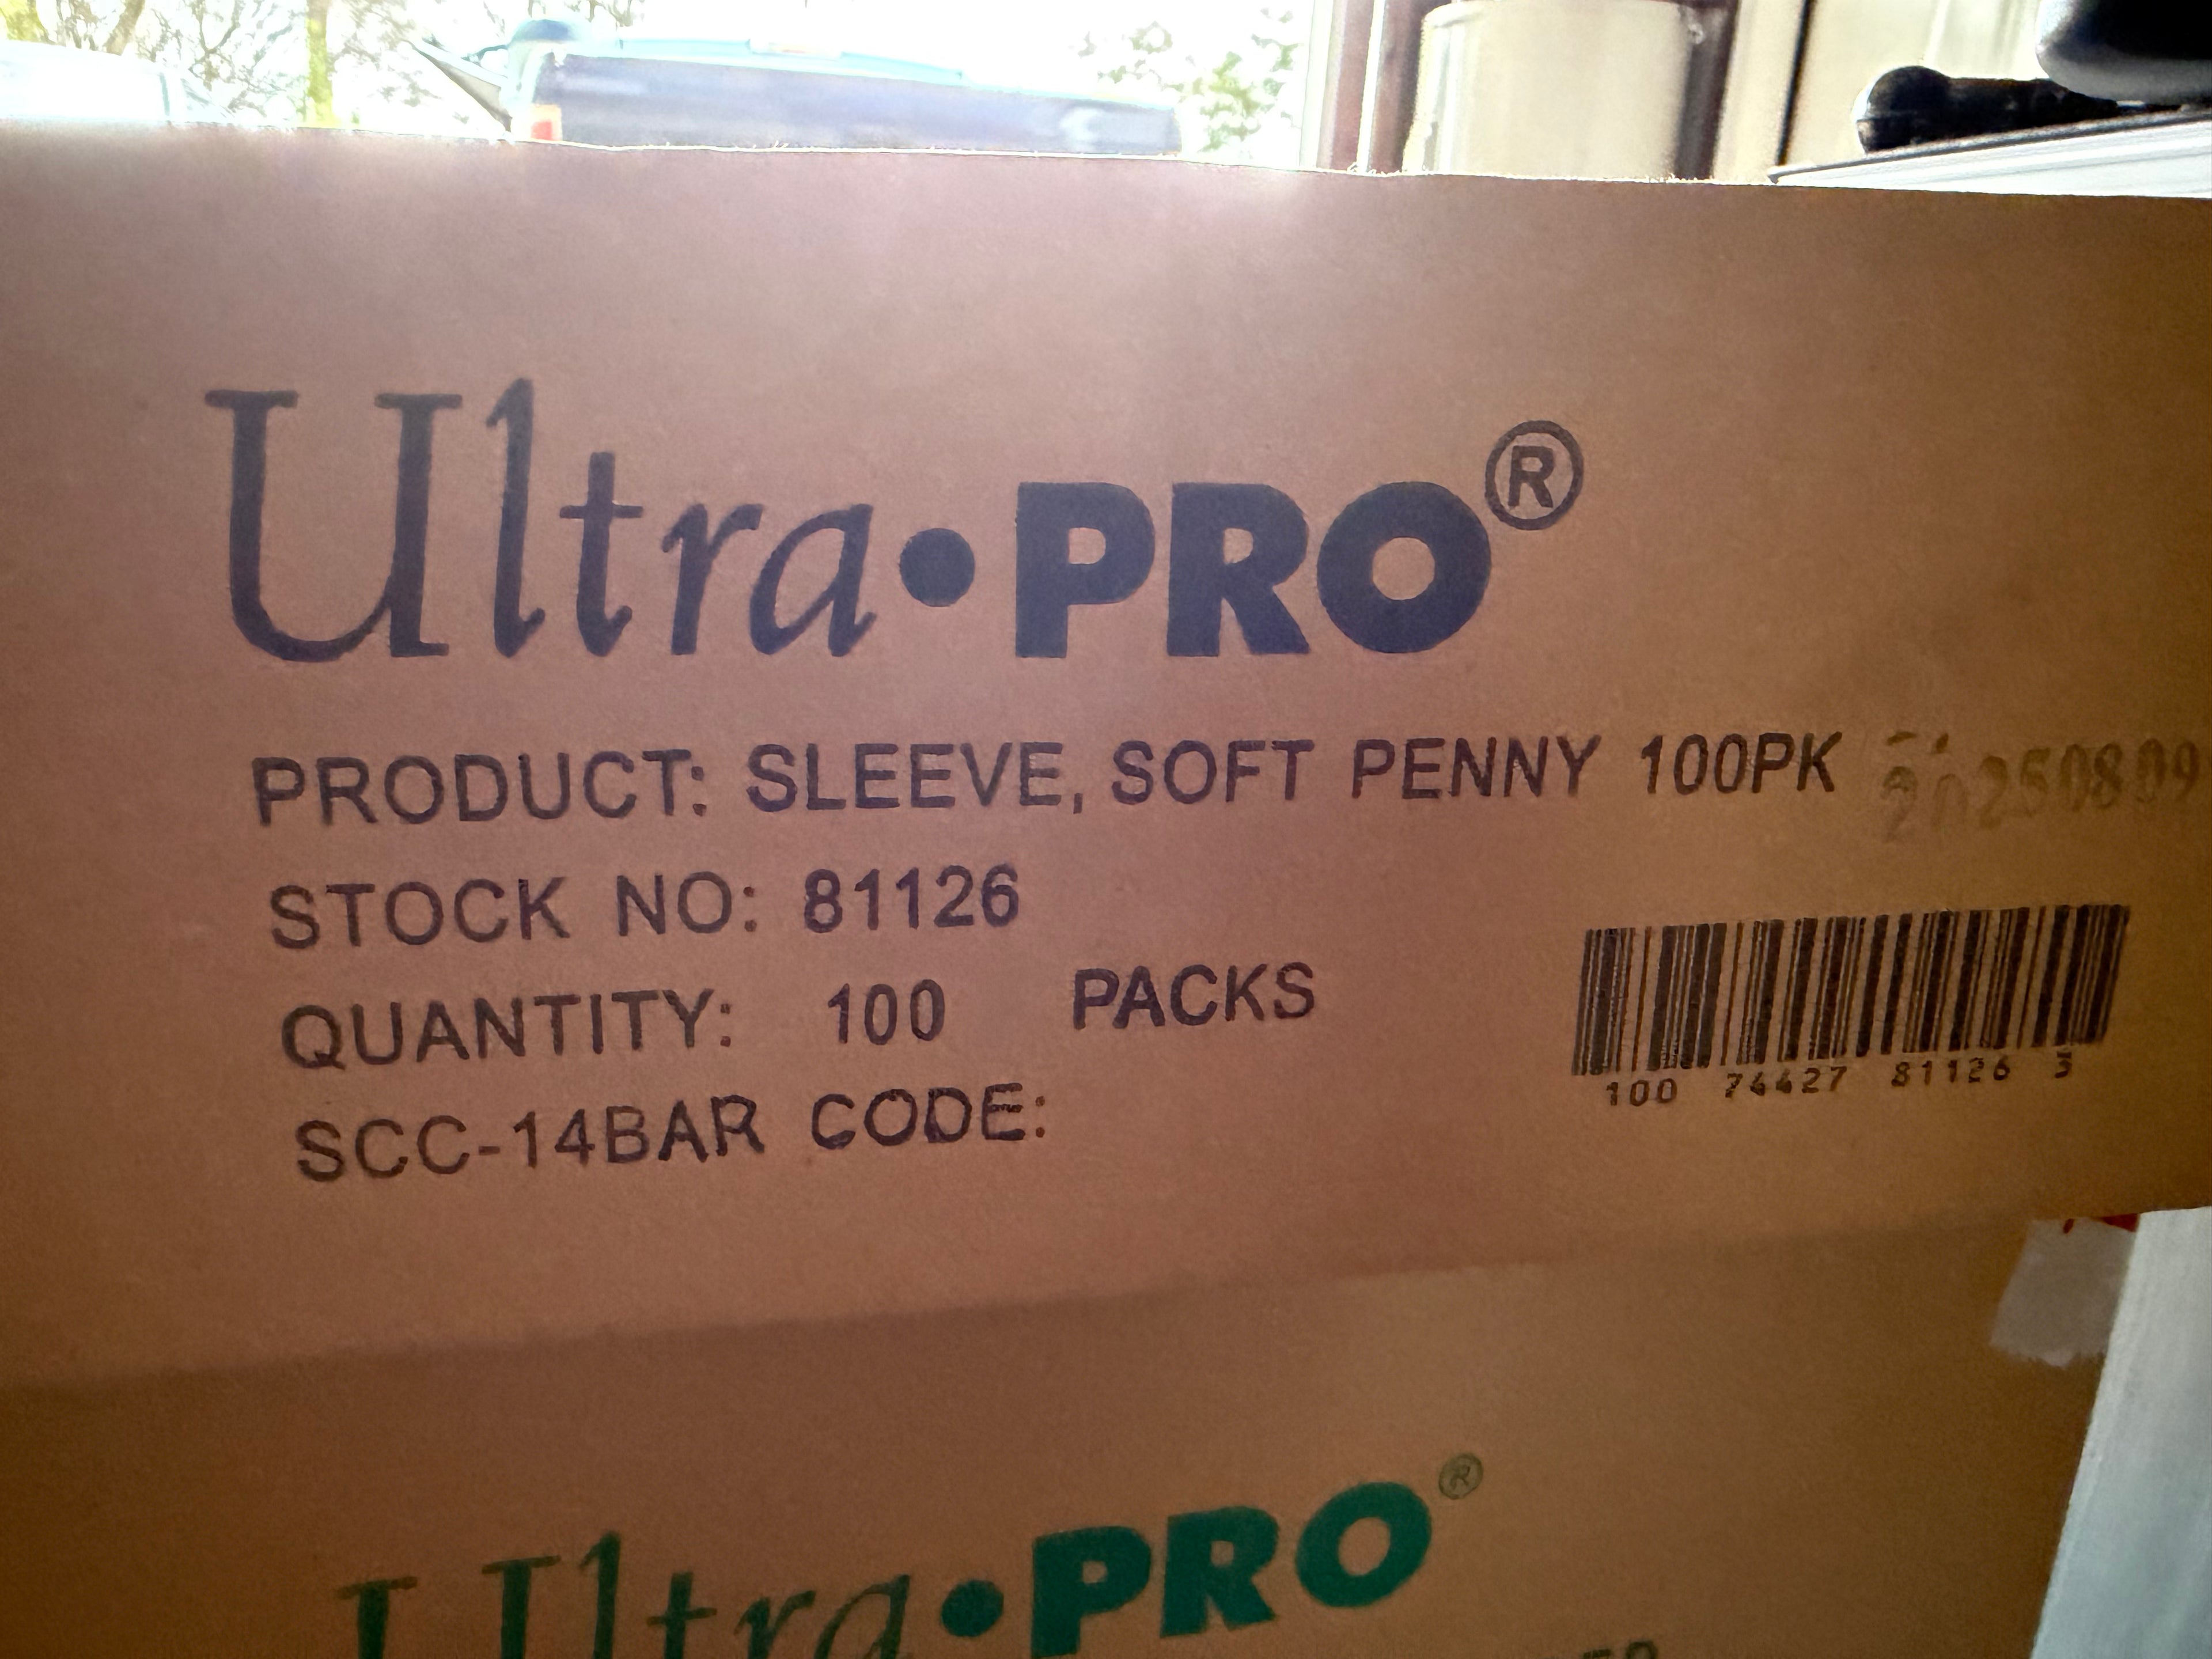 Ultra•PRO®
PRODUCT: SLEEVE, SOFT PENNY 100PK
20250809
STOCK NO: 81126
QUANTITY: 100 PACKS
SCC-14BAR CODE:
100 74427 81126 3
Ultra•PRO®